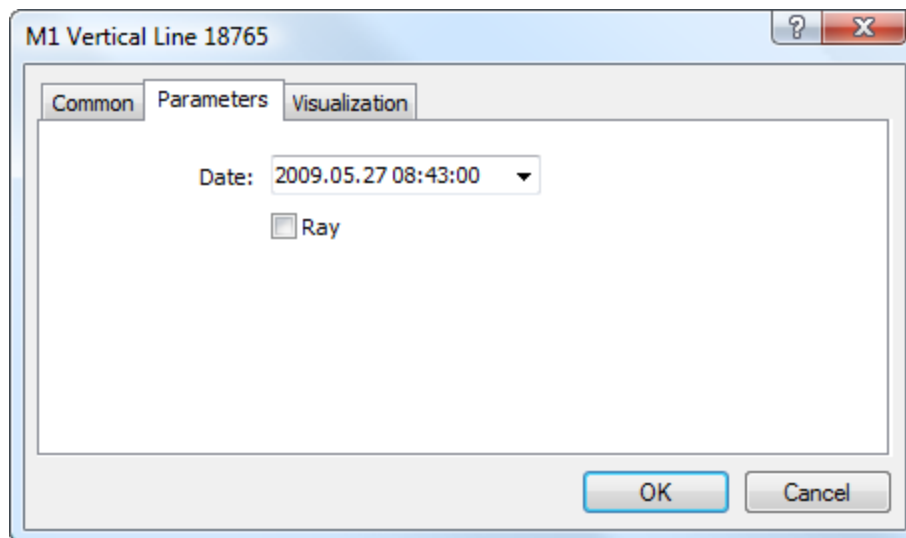 M1 Vertical Line 18765
Common Parameters Visualization
Date: 2009.05.27 08:43:00
Ray
OK Cancel